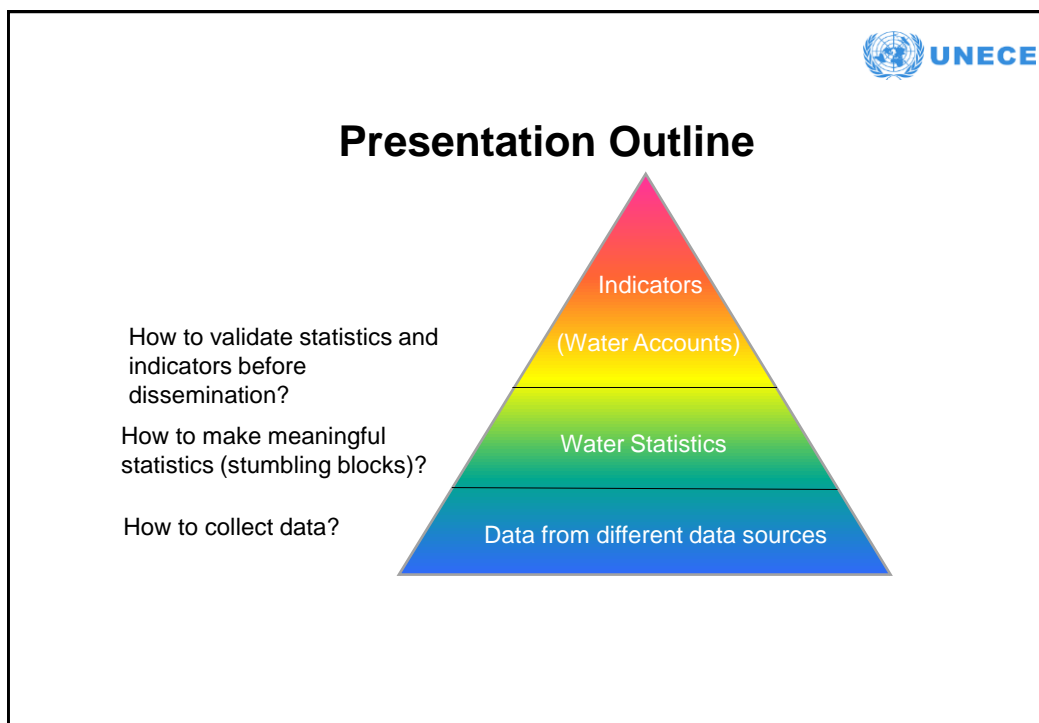 UNECE
Presentation Outline
Indicators
(Water Accounts)
How to validate statistics and
indicators before
dissemination?
How to make meaningful
statistics (stumbling blocks)?
Water Statistics
How to collect data?
Data from different data sources